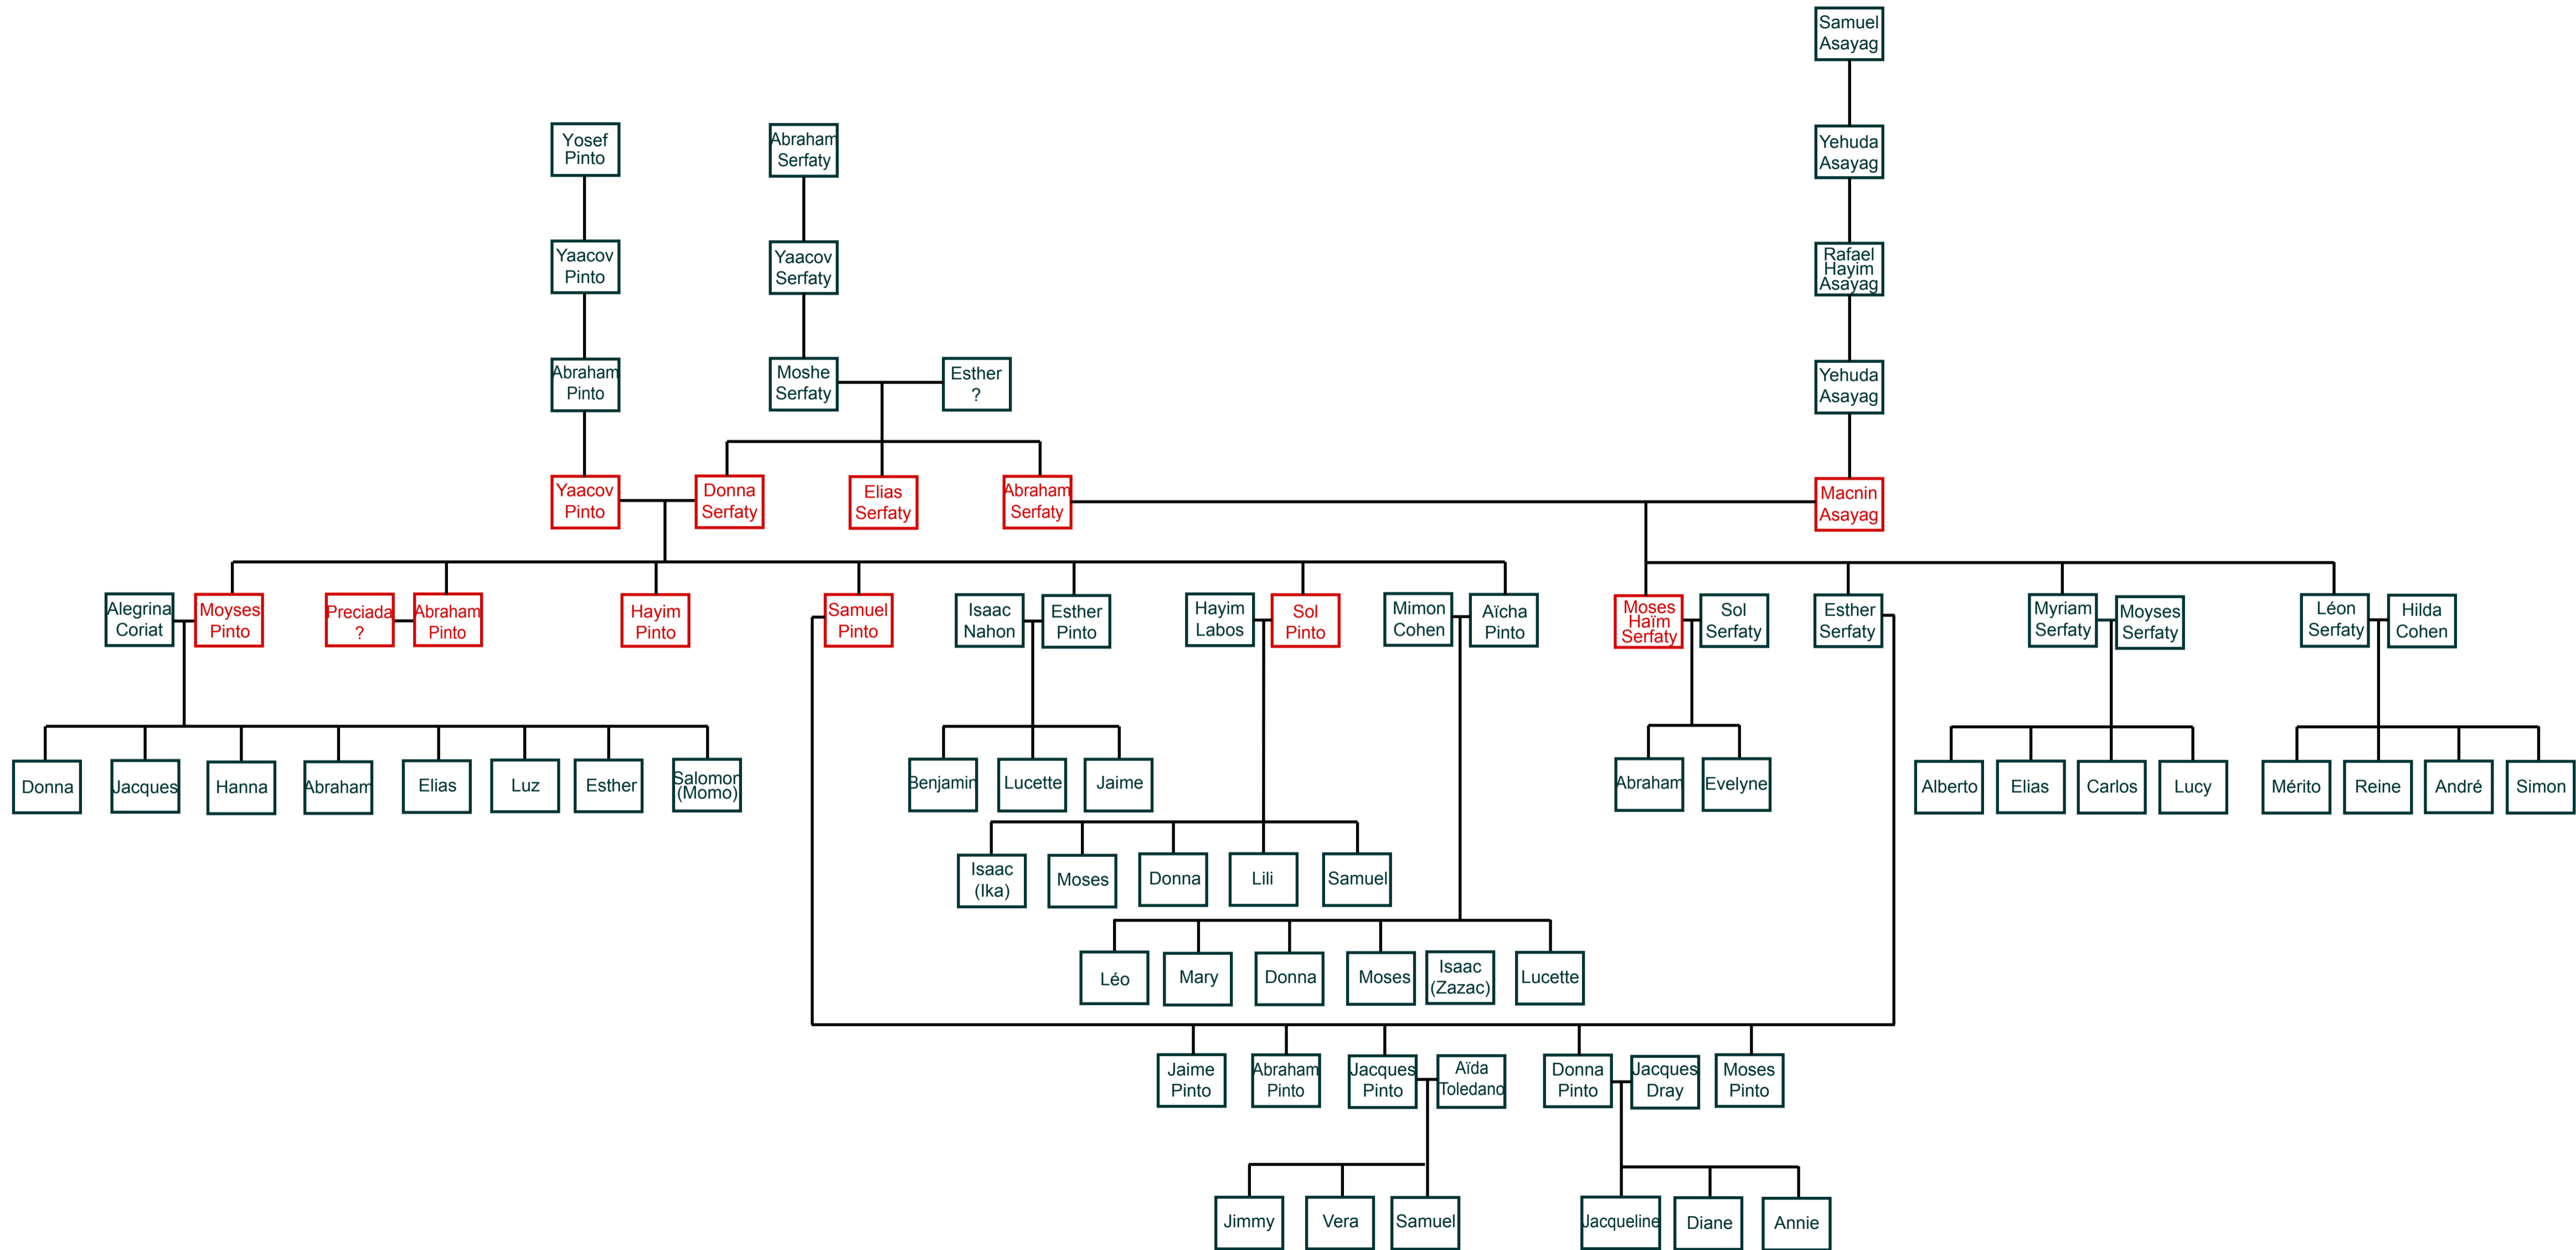 Samuel
Asayag
Yosef
Pinto
Abraham
Serfaty
Yehuda
Asayag
Yaacov
Pinto
Yaacov
Serfaty
Rafael
Hayim
Asayag
Abraham
Pinto
Moshe
Serfaty
Esther
?
Yehuda
Asayag
Yaacov
Pinto
Donna
Serfaty
Elias
Serfaty
Abraham
Serfaty
Macnin
Asayag
Alegrina
Coriat
Moyses
Pinto
Preciada
?
Abraham
Pinto
Hayim
Pinto
Samuel
Pinto
Isaac
Nahon
Esther
Pinto
Hayim
Labos
Sol
Pinto
Mimon
Cohen
Aïcha
Pinto
Moses
Haïm
Serfaty
Sol
Serfaty
Esther
Serfaty
Myriam
Serfaty
Moyses
Serfaty
Léon
Serfaty
Hilda
Cohen
Donna
Jacques
Hanna
Abraham
Elias
Luz
Esther
Salomon
(Momo)
Benjamin
Lucette
Jaime
Abraham
Evelyne
Alberto
Elias
Carlos
Lucy
Mérito
Reine
André
Simon
Isaac
(Ika)
Moses
Donna
Lili
Samuel
Léo
Mary
Donna
Moses
Isaac
(Zazac)
Lucette
Jaime
Pinto
Abraham
Pinto
Jacques
Pinto
Aïda
Toledano
Donna
Pinto
Jacques
Dray
Moses
Pinto
Jimmy
Vera
Samuel
Jacqueline
Diane
Annie